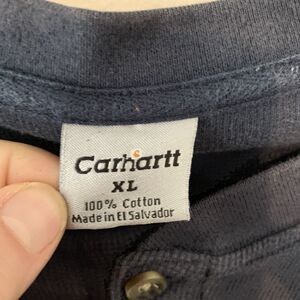 Carhartt
XL
100% Cotton
Made in El Salvador